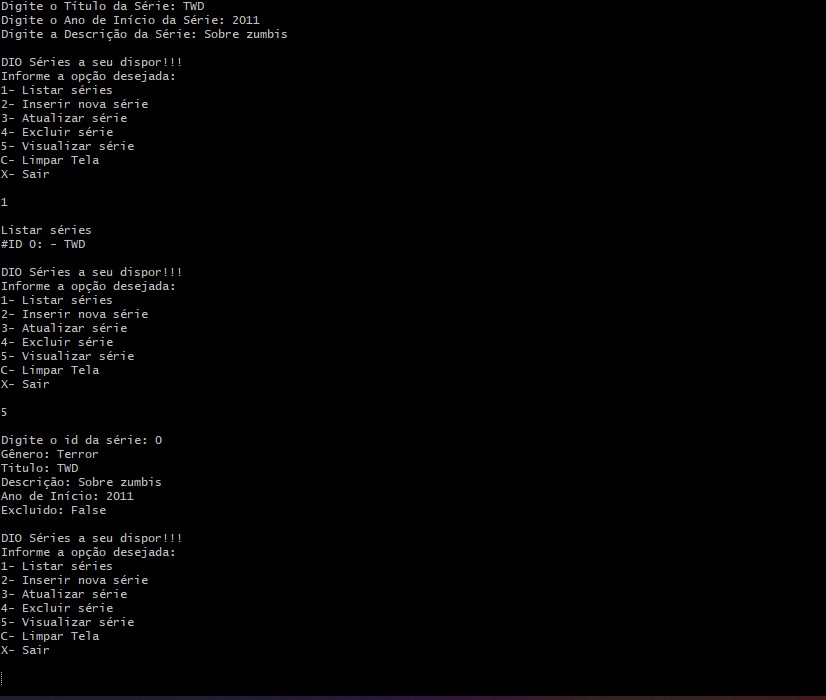 Digite o Título da Série: TWD
Digite o Ano de Início da Série: 2011
Digite a Descrição da Série: Sobre zumbis
DIO Séries a seu dispor!!!
Informe a opção desejada:
1- Listar séries
2- Inserir nova série
3- Atualizar série
4- Excluir série
5- Visualizar série
C- Limpar Tela
X- Sair
1
Listar séries
#ID 0: - TWD
DIO Séries a seu dispor!!!
Informe a opção desejada:
1- Listar séries
2- Inserir nova série
3- Atualizar série
4- Excluir série
5- Visualizar série
C- Limpar Tela
X- Sair
5
Digite o id da série: 0
Gênero: Terror
Titulo: TWD
Descrição: Sobre zumbis
Ano de Início: 2011
Excluido: False
DIO Séries a seu dispor!!!
Informe a opção desejada:
1- Listar séries
2- Inserir nova série
3- Atualizar série
4- Excluir série
5- Visualizar série
C- Limpar Tela
X- Sair